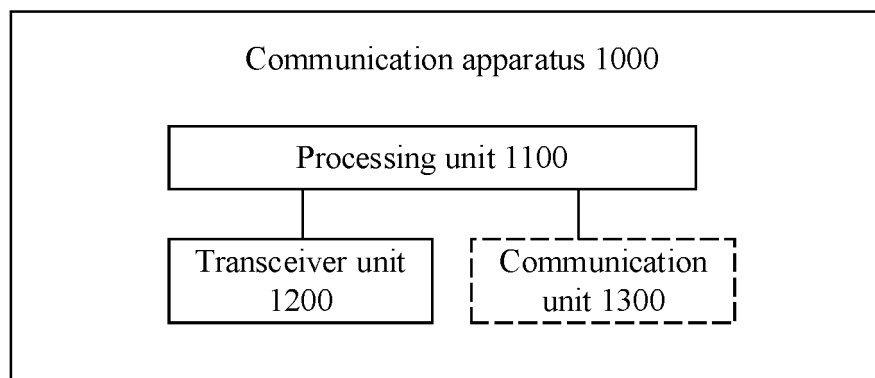 Communication apparatus 1000
Processing unit 1100
Transceiver unit
1200
Communication
unit 1300